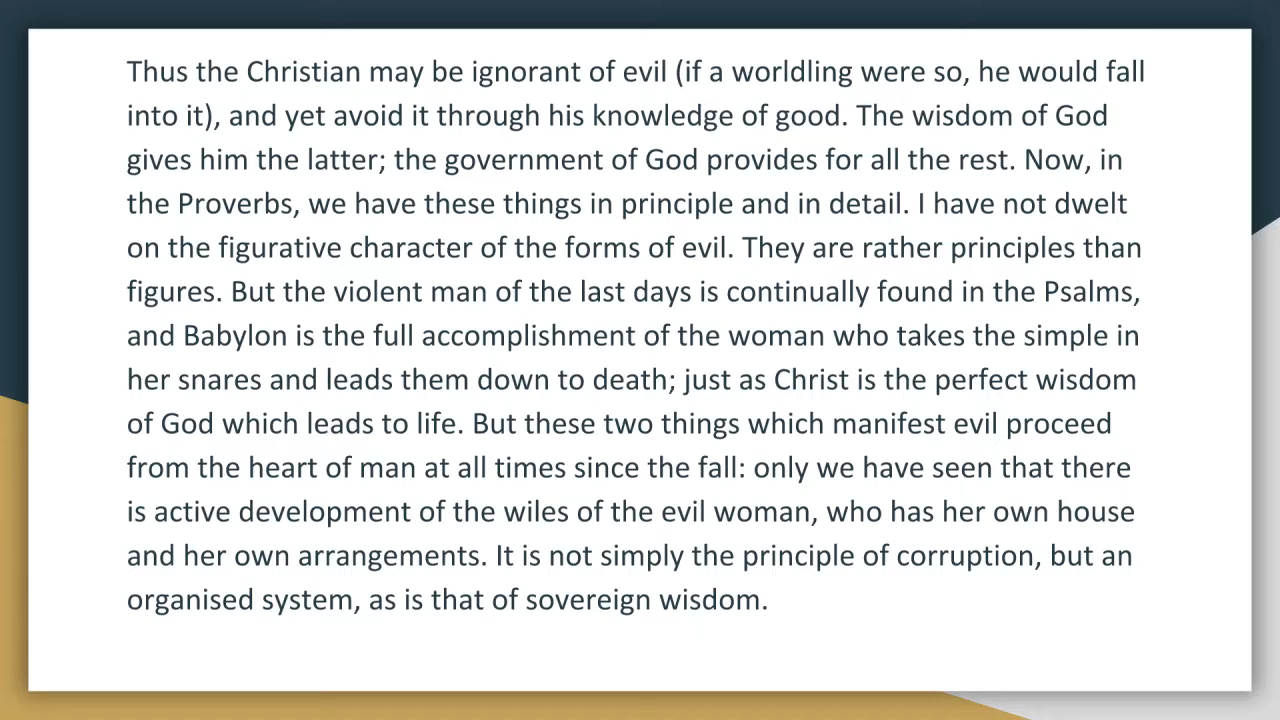 Thus the Christian may be ignorant of evil (if a worldling were so, he would fall
into it), and yet avoid it through his knowledge of good. The wisdom of God
gives him the latter; the government of God provides for all the rest. Now, in
the Proverbs, we have these things in principle and in detail. I have not dwelt
on the figurative character of the forms of evil. They are rather principles than
figures. But the violent man of the last days is continually found in the Psalms,
and Babylon is the full accomplishment of the woman who takes the simple in
her snares and leads them down to death; just as Christ is the perfect wisdom
of God which leads to life. But these two things which manifest evil proceed
from the heart of man at all times since the fall: only we have seen that there
is active development of the wiles of the evil woman, who has her own house
and her own arrangements. It is not simply the principle of corruption, but an
organised system, as is that of sovereign wisdom.